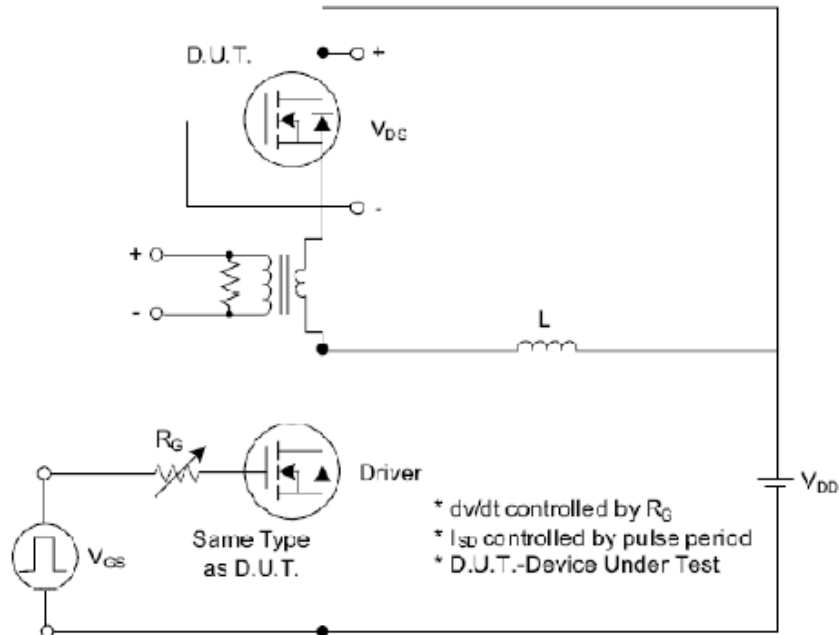 D.U.T.
+
VDS
-
+
-
L
RG
Driver
VDD
VGS
Same Type
as D.U.T.
* dv/dt controlled by RG
* ISD controlled by pulse period
* D.U.T.-Device Under Test